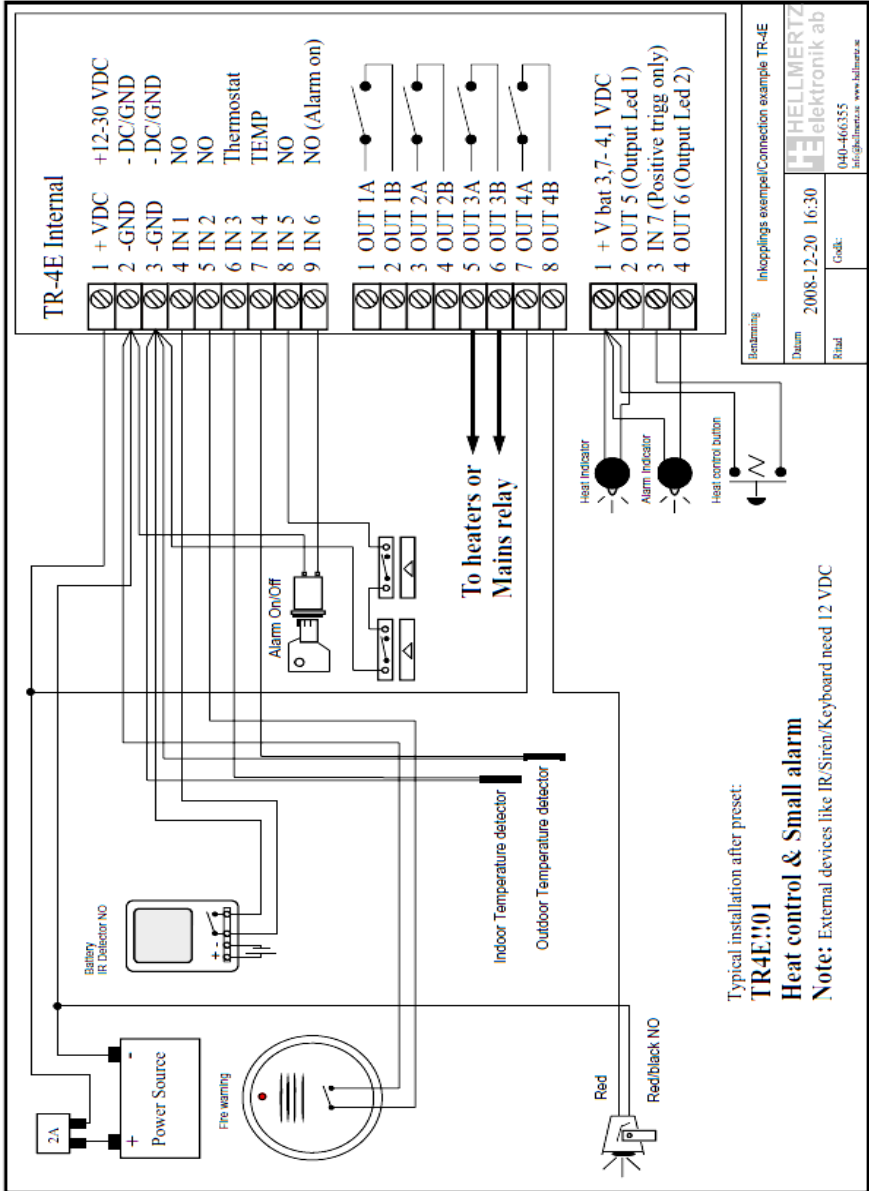 TR-4E Internal
1 + VDC +12-30 VDC
2 -GND - DC/GND
3 -GND - DC/GND
4 IN 1 NO
5 IN 2 NO
6 IN 3 Thermostat
7 IN 4 TEMP
8 IN 5 NO
9 IN 6 NO (Alarm on)
1 OUT 1A
2 OUT 1B
3 OUT 2A
4 OUT 2B
5 OUT 3A
6 OUT 3B
7 OUT 4A
8 OUT 4B
1 + V bat 3,7- 4,1 VDC
2 OUT 5 (Output Led 1)
3 IN 7 (Positive trigg only)
4 OUT 6 (Output Led 2)
2A
+ -
Power Source
Battery
IR Detector NO
+ -
Fire warning
Alarm On/Off
Indoor Temperature detector
Outdoor Temperature detector
To heaters or
Mains relay
Heat Indicator
Alarm Indicator
Heat control button
Red
Red/black NO
Typical installation after preset:
TR4E!!01
Heat control & Small alarm
Note: External devices like IR/Sirén/Keyboard need 12 VDC
Benämning
Inkopplings exempel/Connection example TR-4E
Datum
2008-12-20 16:30
Ritad
Godk:
HE HELLMERTZ
elektronik ab
040-466355
info@hellmertz.se www.hellmertz.se